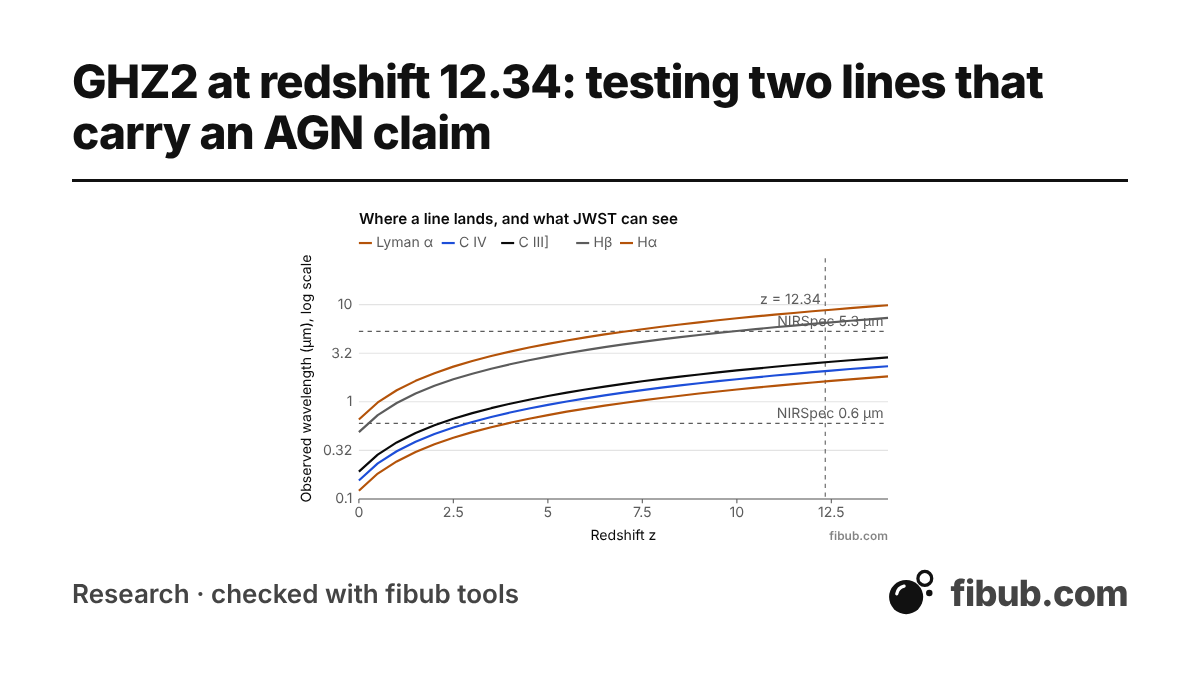 GHZ2 at redshift 12.34: testing two lines that
carry an AGN claim
Where a line lands, and what JWST can see
Lyman α C IV C III] Hβ Hα
Observed wavelength (μm), log scale
z = 12.34
10
NIRSpec 5.3 μm
3.2
1
NIRSpec 0.6 μm
0.32
0.1
0 2.5 5 7.5 10 12.5
Redshift z
fibub.com
Research · checked with fibub tools
fibub.com